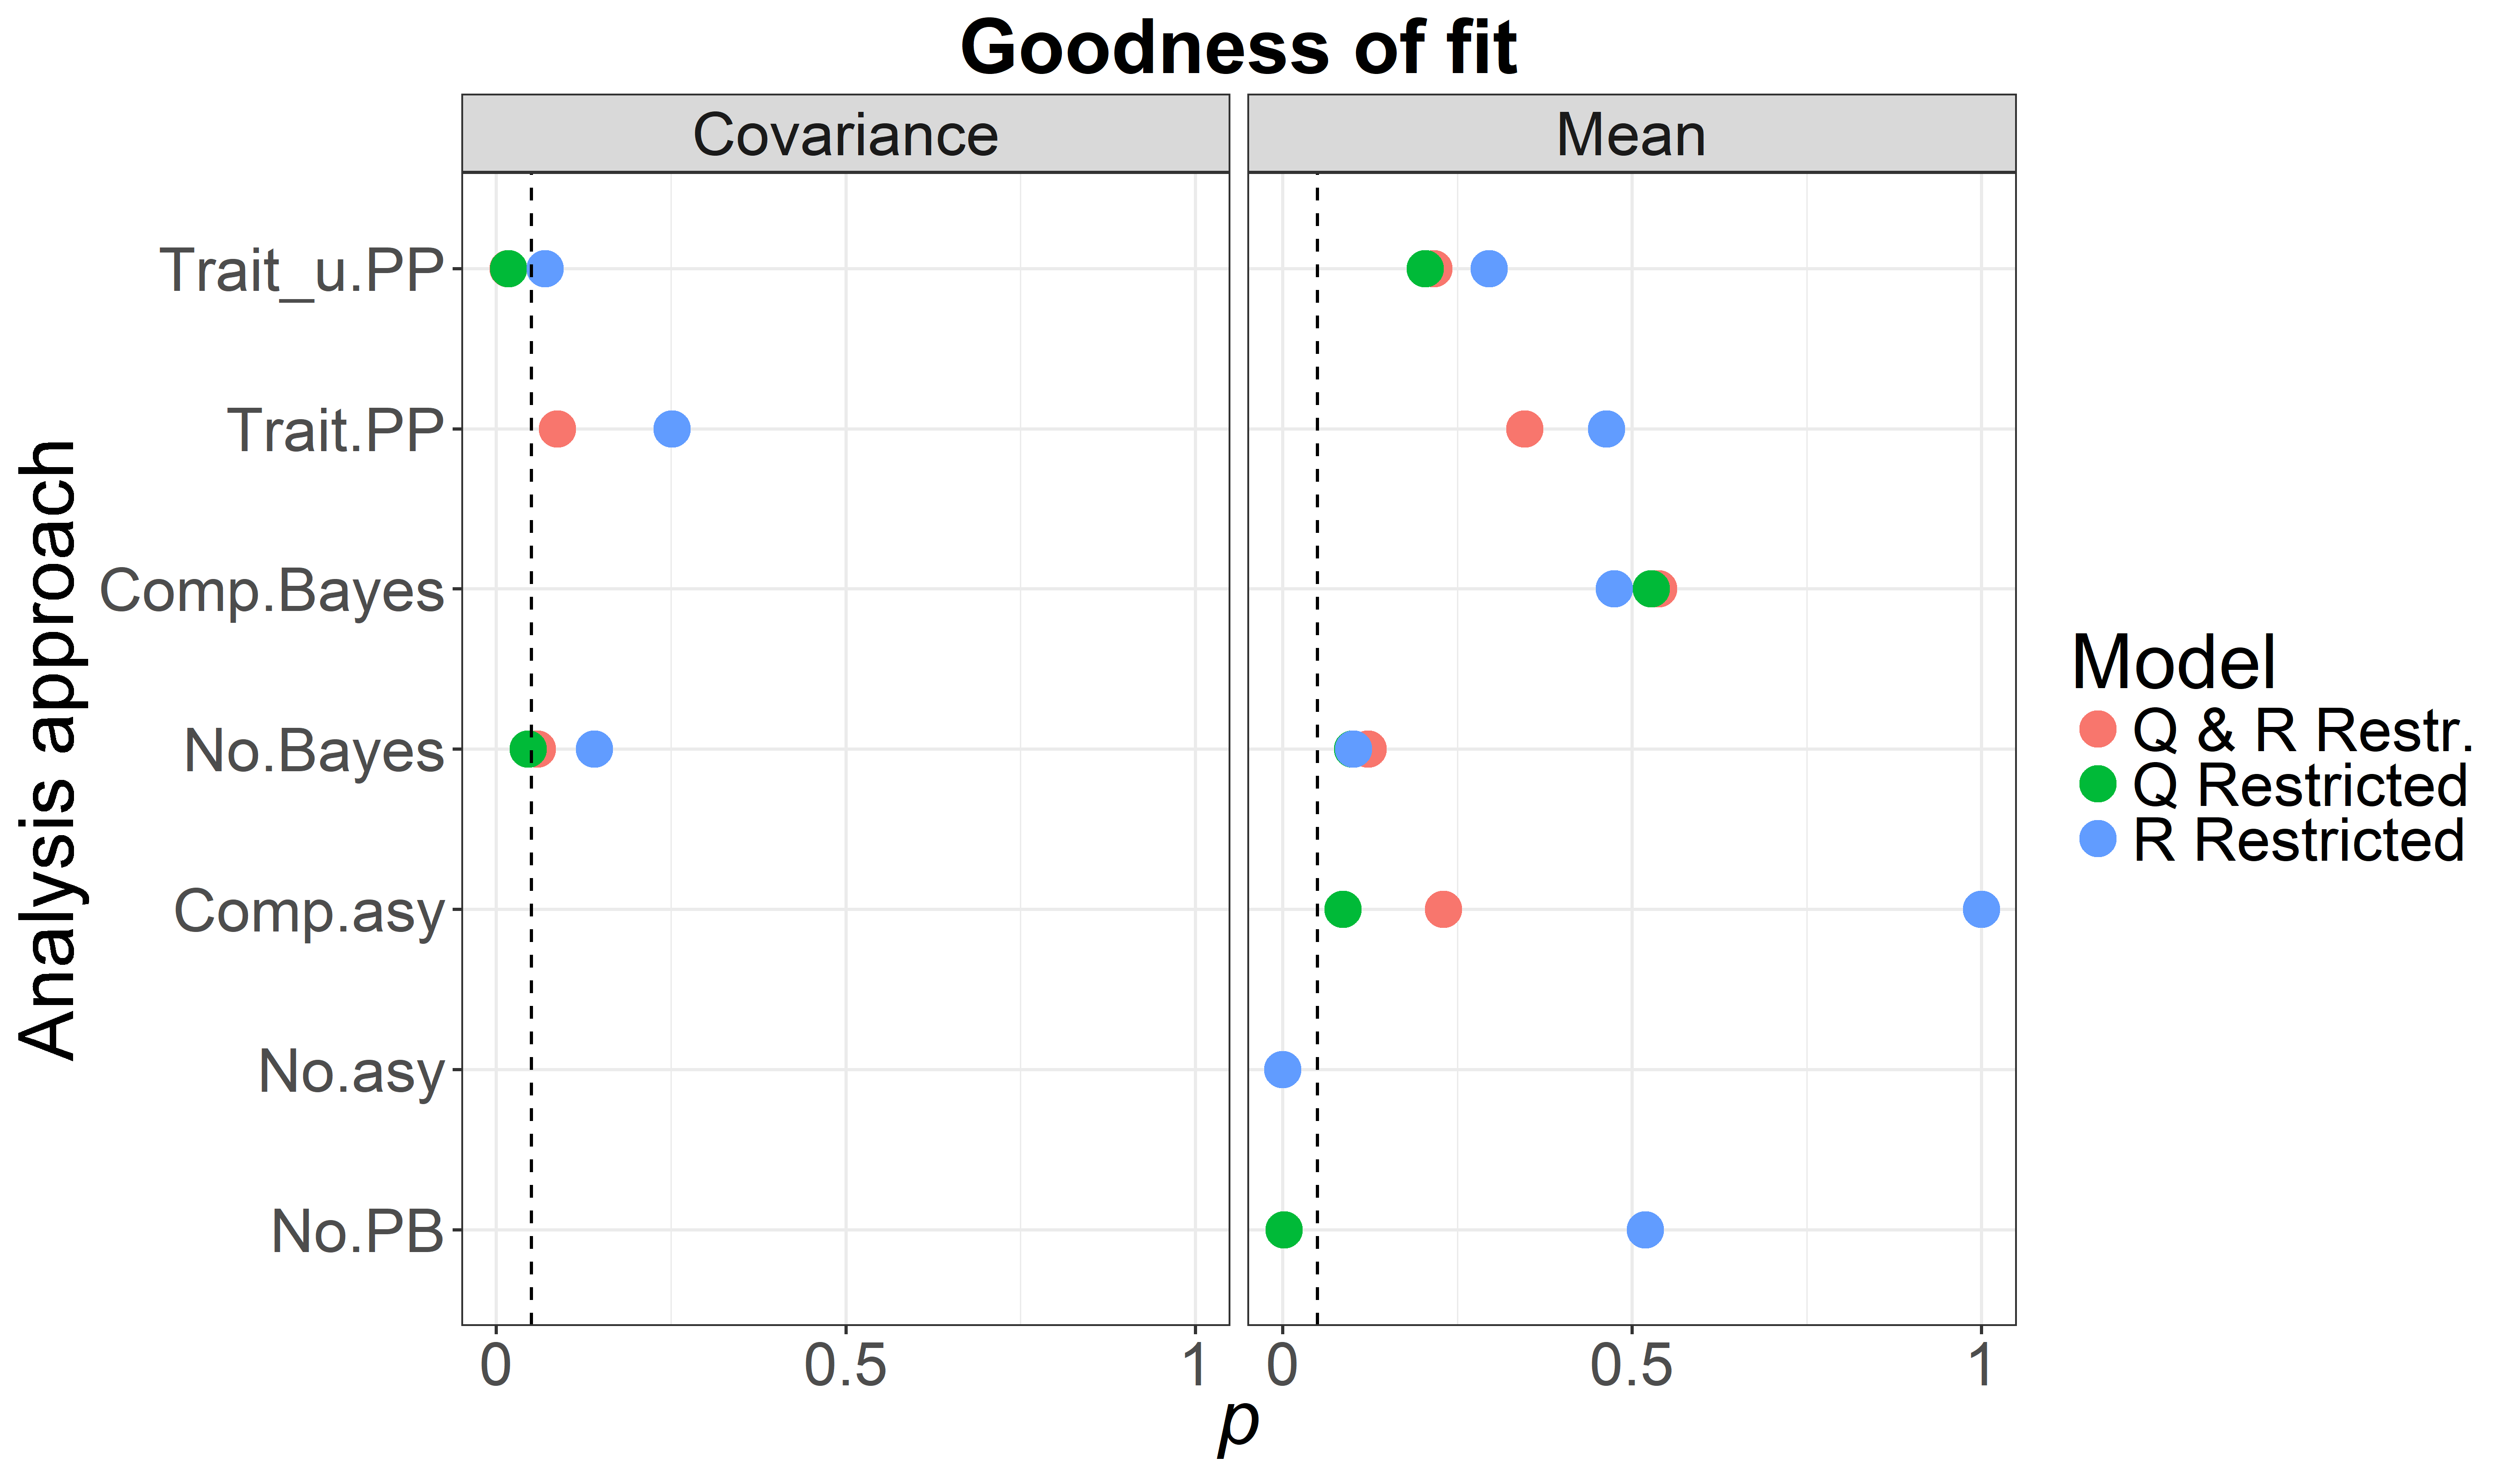 Goodness of fit
Covariance
Mean
Analysis approach
Trait_u.PP
Trait.PP
Comp.Bayes
No.Bayes
Comp.asy
No.asy
No.PB
0 0.5 1
0 0.5 1
p
Model
Q & R Restr.
Q Restricted
R Restricted